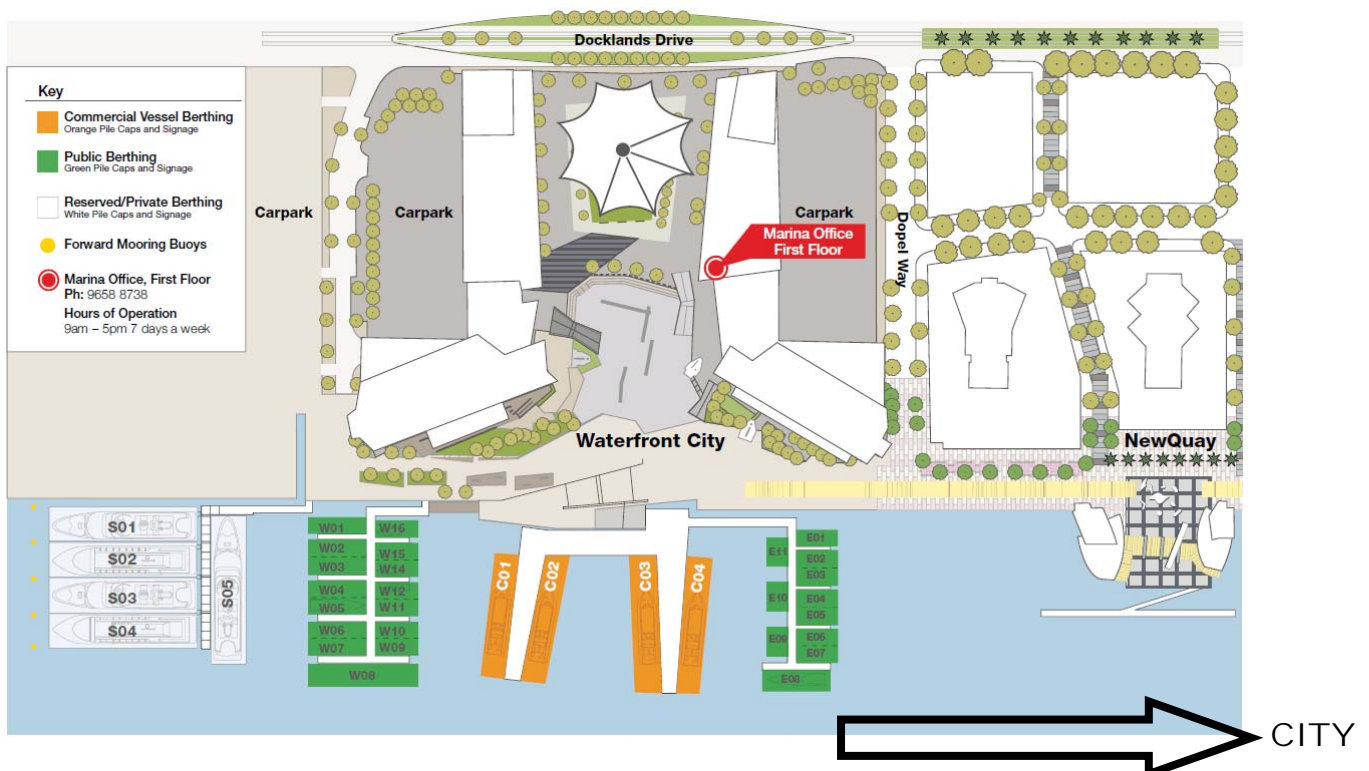 Docklands Drive
Key
Commercial Vessel Berthing
Orange Pile Caps and Signage
Public Berthing
Green Pile Caps and Signage
Reserved/Private Berthing
White Pile Caps and Signage
Forward Mooring Buoys
Marina Office, First Floor
Ph: 9658 8738
Hours of Operation
9am – 5pm 7 days a week
Carpark
Carpark
Carpark
Marina Office
First Floor
Dopel Way
Waterfront City
NewQuay
S01
S02
S03
S04
S05
W01
W02
W03
W04
W05
W06
W07
W08
W16
W15
W14
W12
W11
W10
W09
C01
C02
C03
C04
E11
E10
E09
E01
E02
E03
E04
E05
E06
E07
E08
CITY